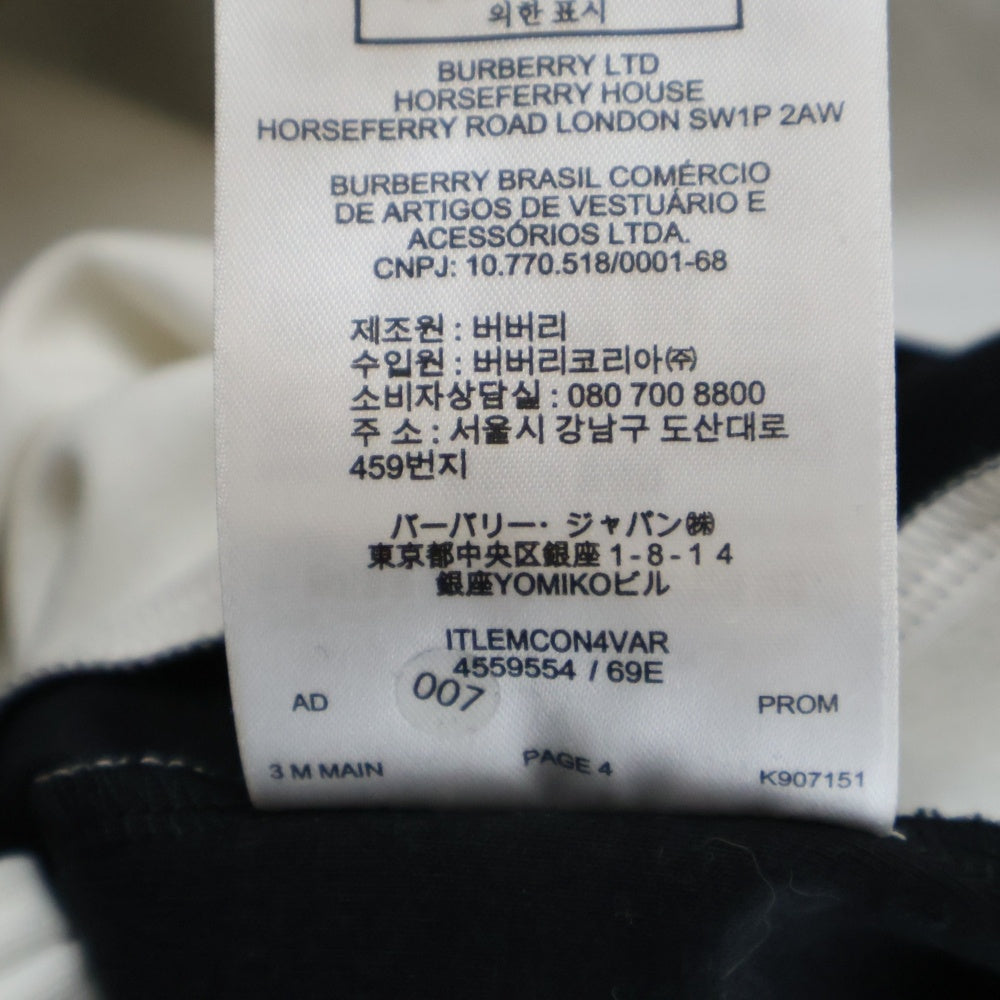 외한 표시
BURBERRY LTD
HORSEFERRY HOUSE
HORSEFERRY ROAD LONDON SW1P 2AW
BURBERRY BRASIL COMÉRCIO
DE ARTIGOS DE VESTUÁRIO E
ACESSÓRIOS LTDA.
CNPJ: 10.770.518/0001-68
제조원 : 버버리
수입원 : 버버리코리아㈜
소비자상담실 : 080 700 8800
주 소 : 서울시 강남구 도산대로
459번지
バーバリー・ジャパン㈱
東京都中央区銀座 1-8-14
銀座YOMIKOビル
ITLEMCON4VAR
4559554 / 69E
AD 007 PROM
3 M MAIN PAGE 4 K907151